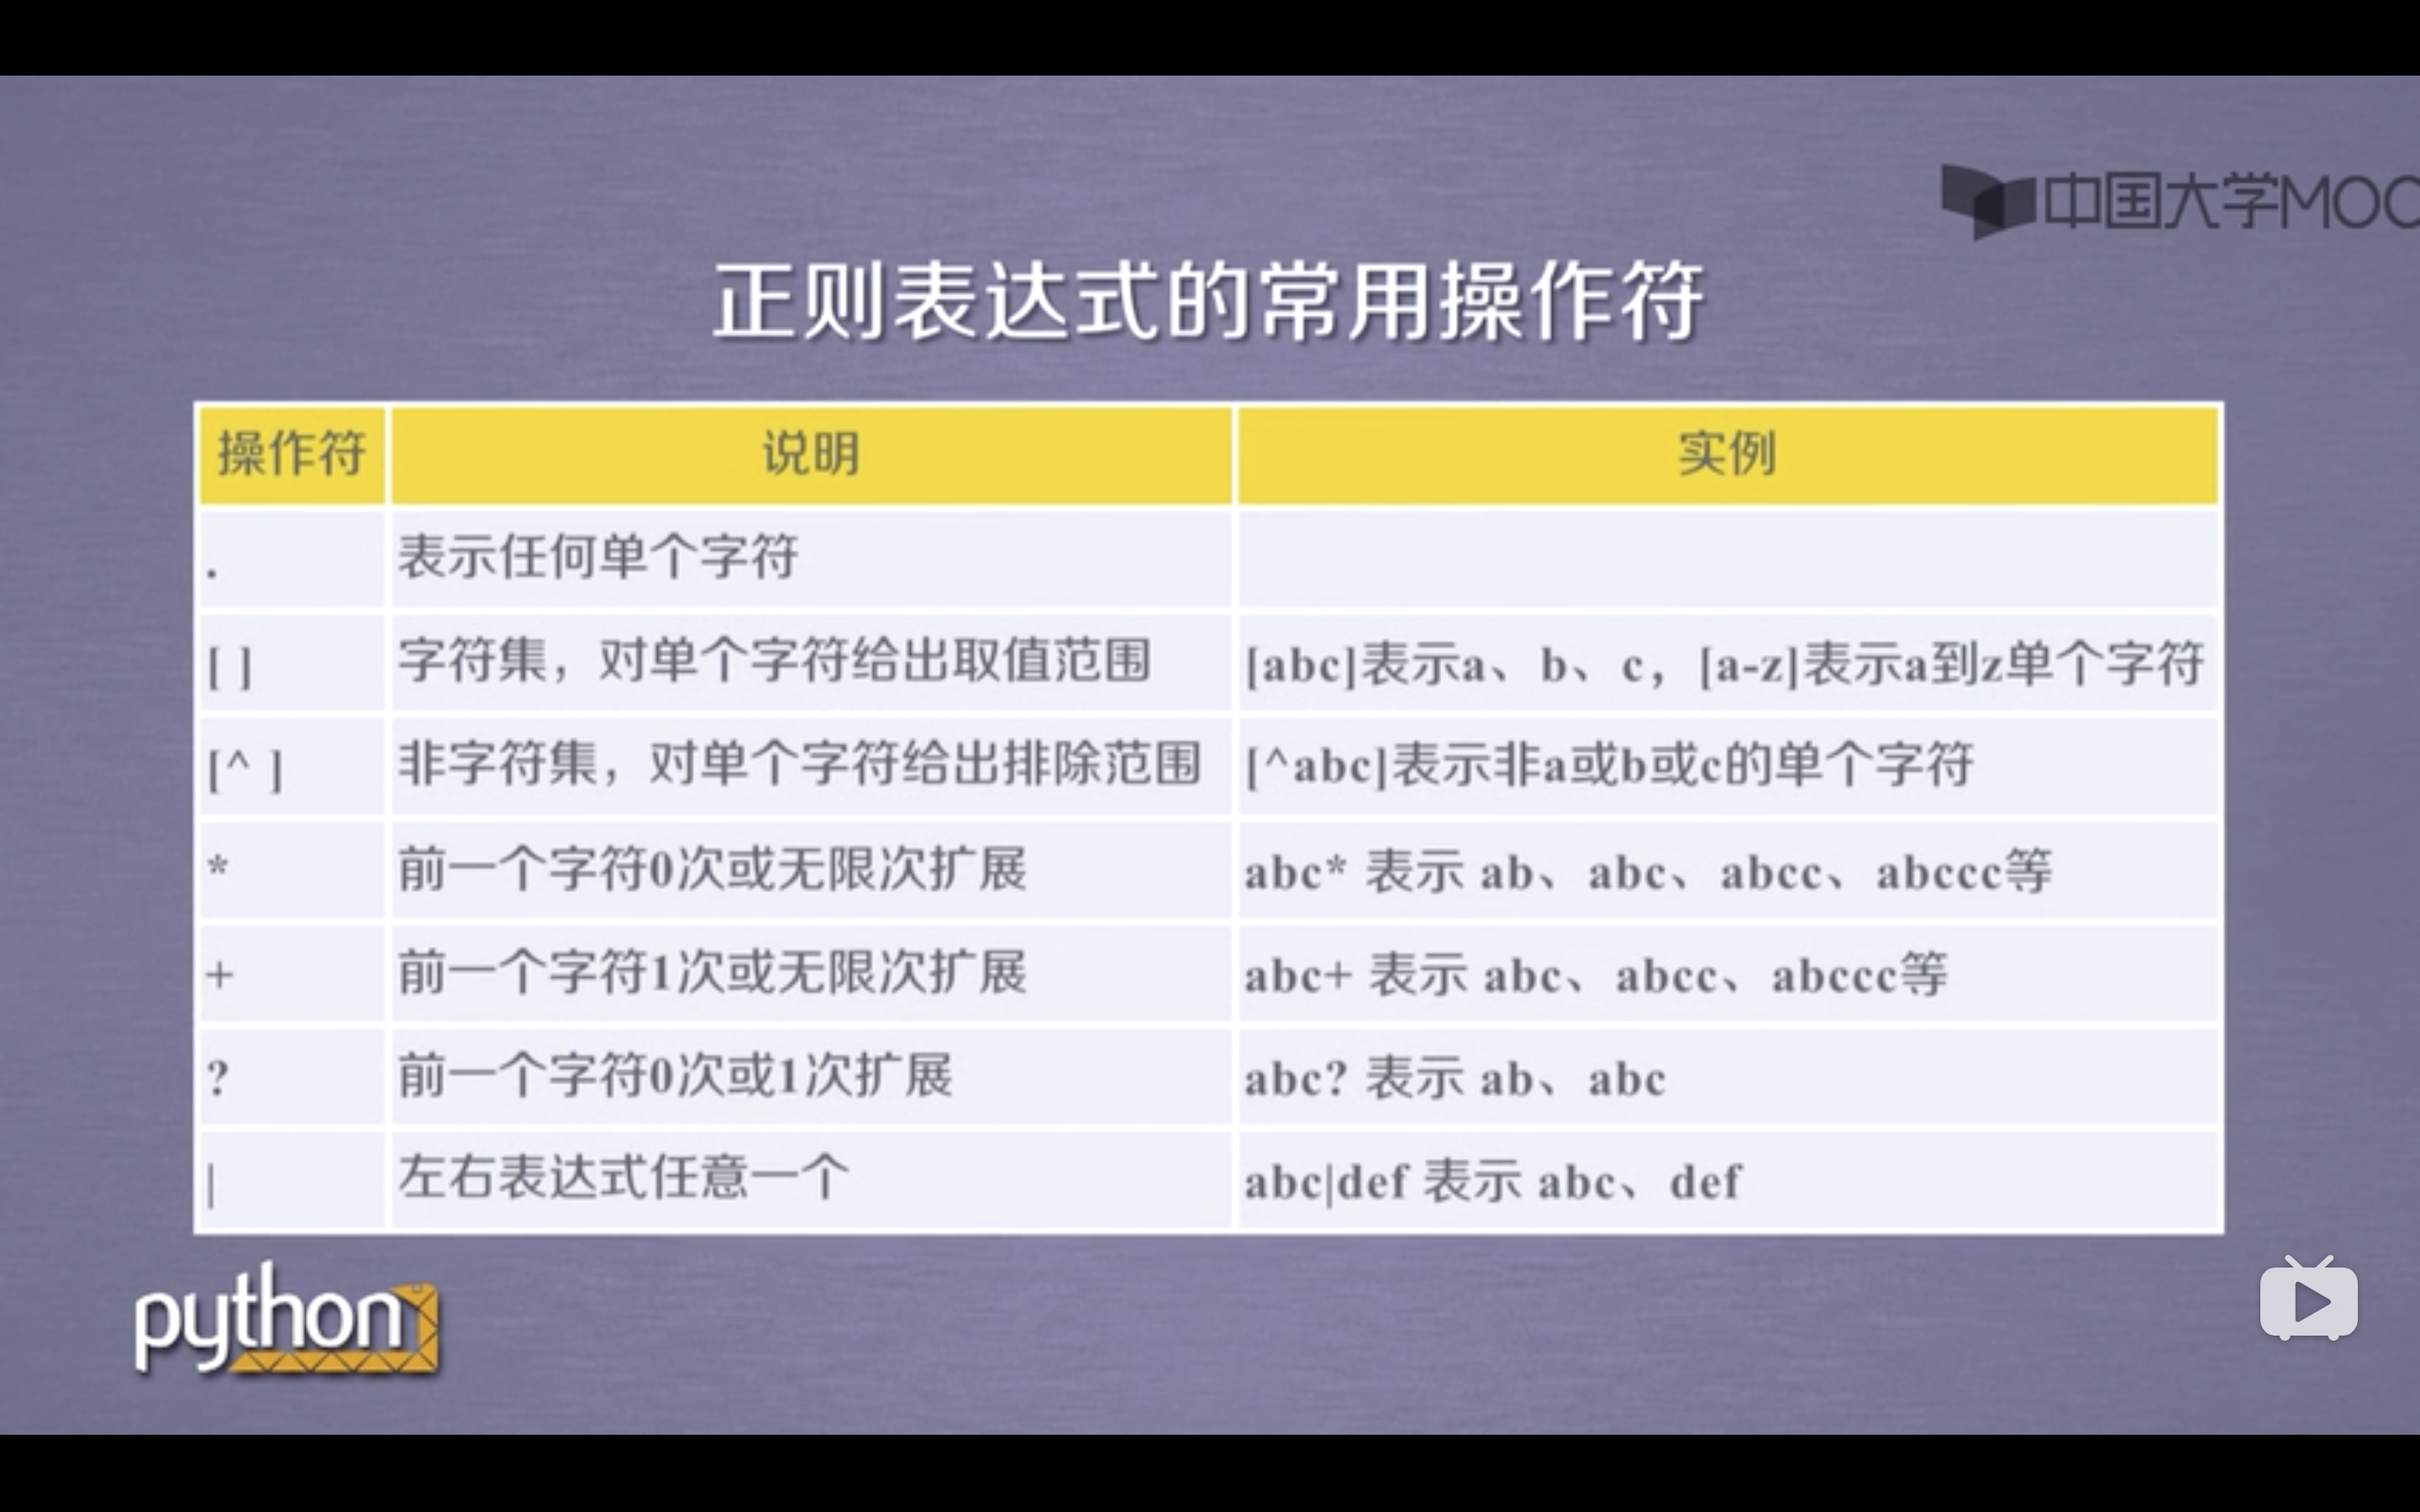 中国大学MOO
正则表达式的常用操作符
操作符 说明 实例
. 表示任何单个字符
[ ] 字符集，对单个字符给出取值范围 [abc]表示a、b、c，[a-z]表示a到z单个字符
[^ ] 非字符集，对单个字符给出排除范围 [^abc]表示非a或b或c的单个字符
* 前一个字符0次或无限次扩展 abc* 表示 ab、abc、abcc、abccc等
+ 前一个字符1次或无限次扩展 abc+ 表示 abc、abcc、abccc等
? 前一个字符0次或1次扩展 abc? 表示 ab、abc
| 左右表达式任意一个 abc|def 表示 abc、def
python